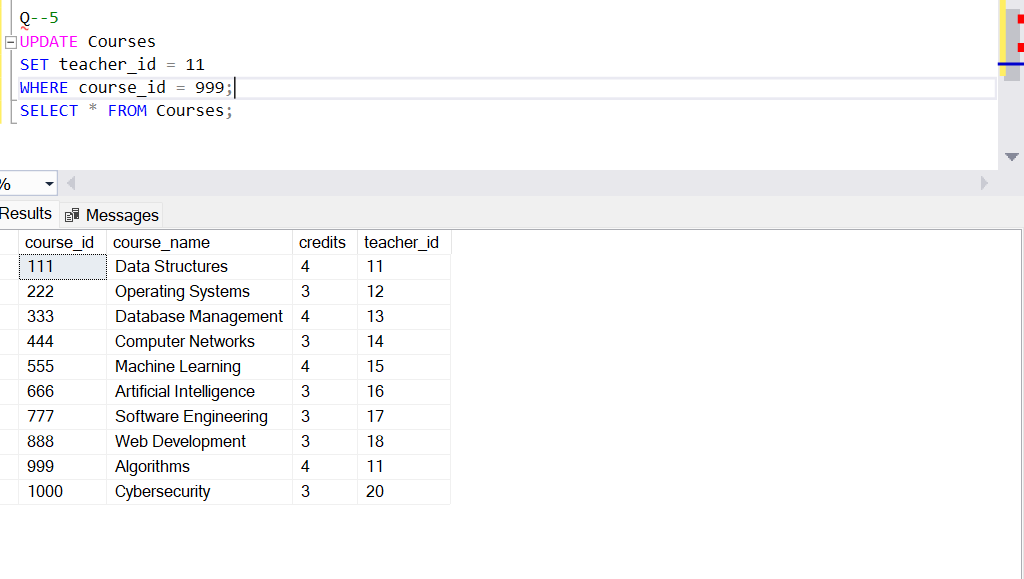 Q--5
UPDATE Courses
SET teacher_id = 11
WHERE course_id = 999;
SELECT * FROM Courses;
%
Results Messages
course_id course_name credits teacher_id
111 Data Structures 4 11
222 Operating Systems 3 12
333 Database Management 4 13
444 Computer Networks 3 14
555 Machine Learning 4 15
666 Artificial Intelligence 3 16
777 Software Engineering 3 17
888 Web Development 3 18
999 Algorithms 4 11
1000 Cybersecurity 3 20